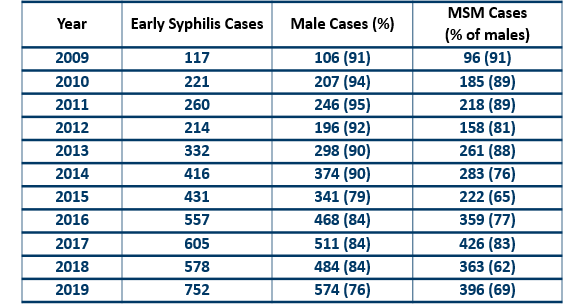 Year Early Syphilis Cases Male Cases (%) MSM Cases
(% of males)
2009 117 106 (91) 96 (91)
2010 221 207 (94) 185 (89)
2011 260 246 (95) 218 (89)
2012 214 196 (92) 158 (81)
2013 332 298 (90) 261 (88)
2014 416 374 (90) 283 (76)
2015 431 341 (79) 222 (65)
2016 557 468 (84) 359 (77)
2017 605 511 (84) 426 (83)
2018 578 484 (84) 363 (62)
2019 752 574 (76) 396 (69)